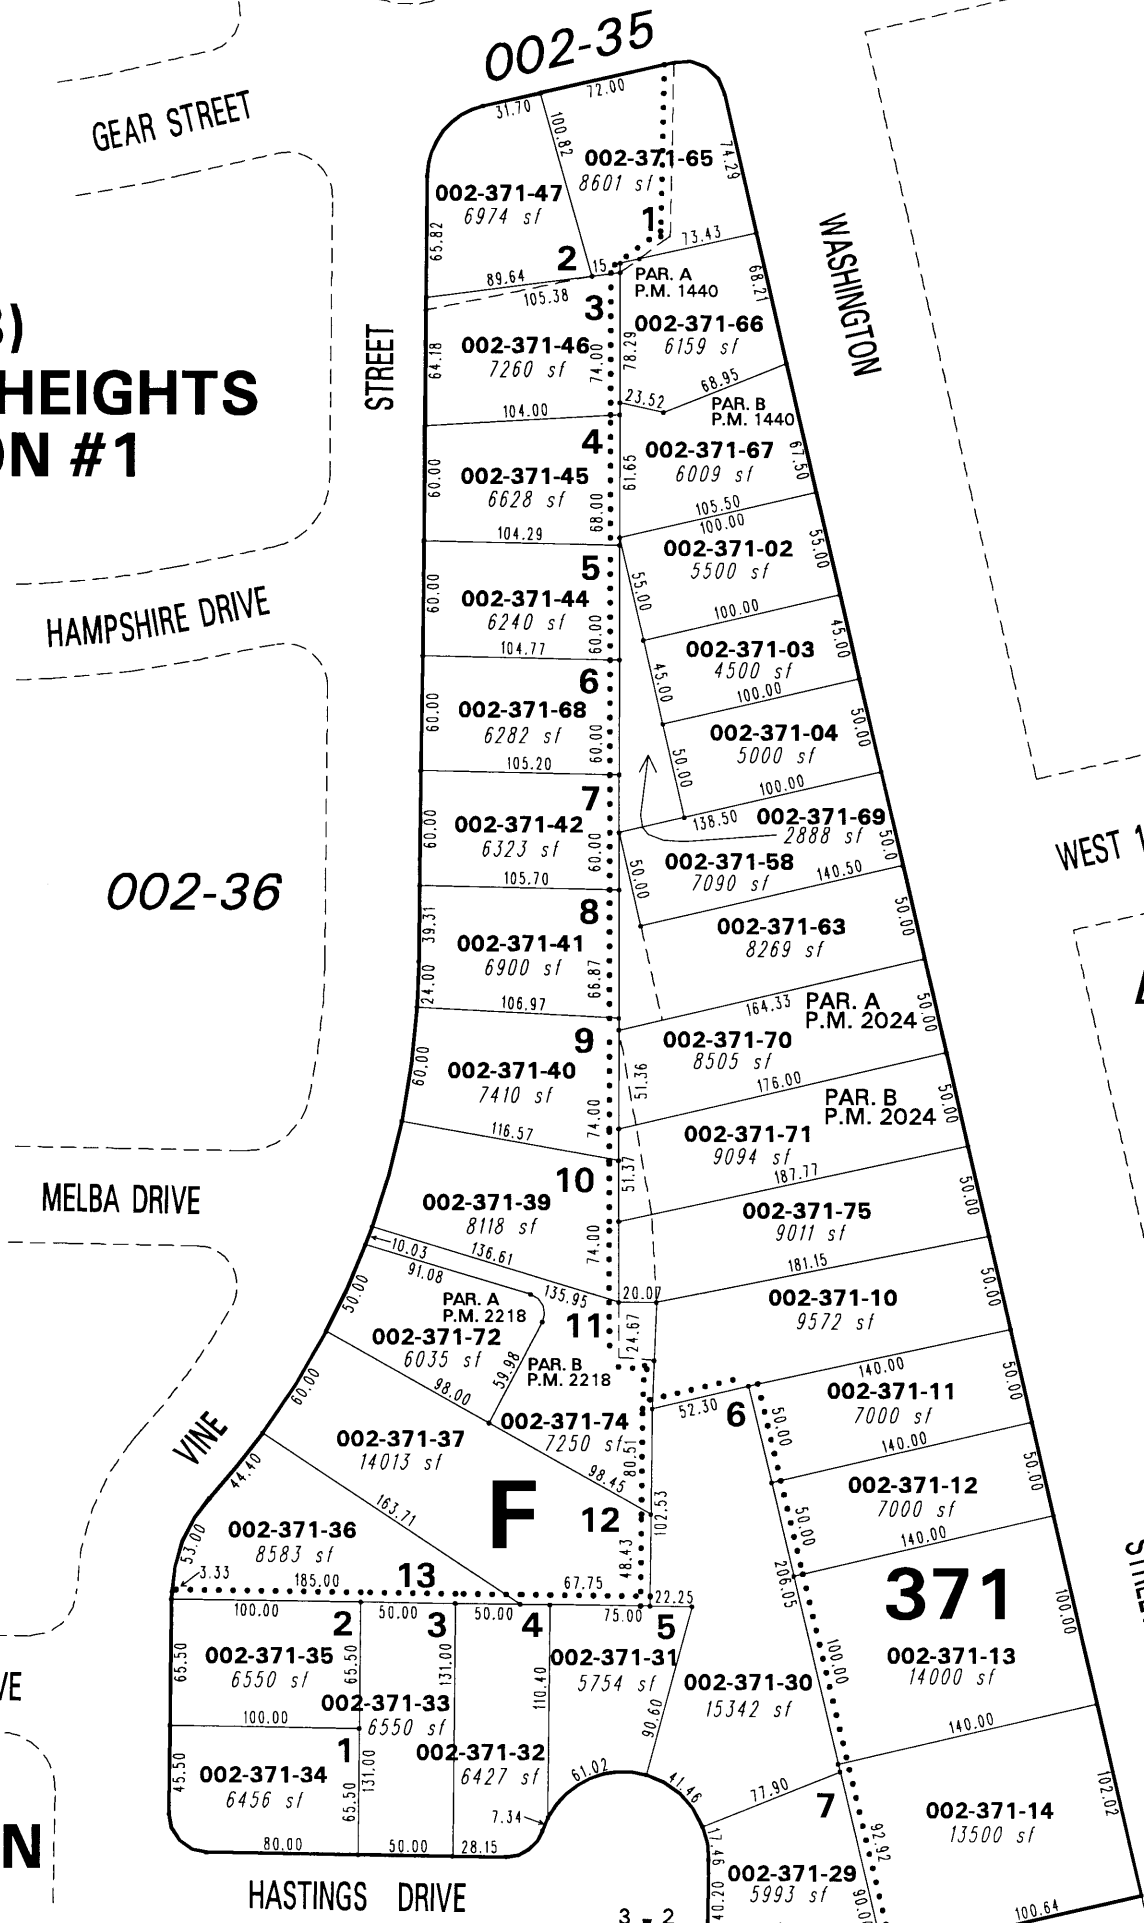 002-35
GEAR STREET
31.70
72.00
100.82
74.29
002-371-65
8601 sf
002-371-47
6974 sf
1
73.43
65.82
2
15.
89.64
105.38
PAR. A
P.M. 1440
68.21
WASHINGTON
3)
HEIGHTS
ON #1
STREET
3
002-371-66
6159 sf
002-371-46
7260 sf
64.18
74.00
78.29
68.95
23.52
PAR. B
P.M. 1440
104.00
4
002-371-67
6009 sf
67.50
002-371-45
6628 sf
60.00
61.65
68.00
105.50
100.00
104.29
002-371-02
5500 sf
55.00
5
55.00
002-371-44
6240 sf
60.00
60.00
100.00
HAMPSHIRE DRIVE
104.77
45.00
002-371-03
4500 sf
6
45.00
100.00
002-371-68
6282 sf
60.00
60.00
50.00
002-371-04
5000 sf
105.20
50.00
100.00
7
138.50
002-371-69
2888 sf
002-371-42
6323 sf
60.00
60.00
50.0
WEST 1
002-371-58
7090 sf
140.50
50.00
105.70
002-36
8
39.31
002-371-63
8269 sf
50.00
002-371-41
6900 sf
66.87
24.00
106.97
164.33
PAR. A
P.M. 2024
50.00
9
002-371-70
8505 sf
60.00
002-371-40
7410 sf
51.36
176.00
PAR. B
P.M. 2024
50.00
74.00
116.57
002-371-71
9094 sf
51.37
187.77
10
MELBA DRIVE
002-371-39
8118 sf
50.00
002-371-75
9011 sf
74.00
10.03
136.61
91.08
181.15
135.95
20.07
50.00
50.00
PAR. A
P.M. 2218
002-371-10
9572 sf
11
24.67
002-371-72
6035 sf
59.98
PAR. B
P.M. 2218
140.00
60.00
98.00
50.00
002-371-11
7000 sf
52.30
6
50.00
VINE
002-371-74
7250 sf
002-371-37
14013 sf
140.00
44.40
80.51
98.45
50.00
002-371-12
7000 sf
163.71
F
12
102.53
50.00
53.00
002-371-36
8583 sf
140.00
48.43
3.33
185.00
13
67.75
206.05
371
22.25
100.00
100.00
50.00
50.00
75.00
2
3
4
5
65.50
002-371-35
6550 sf
65.50
131.00
002-371-31
5754 sf
100.00
002-371-13
14000 sf
110.40
002-371-30
15342 sf
VE
002-371-33
6550 sf
100.00
90.60
140.00
1
002-371-32
6427 sf
45.50
002-371-34
6456 sf
131.00
65.50
61.02
41.46
77.90
102.02
7
7.34
002-371-14
13500 sf
N
80.00
50.00
28.15
17.46
92.92
002-371-29
5993 sf
HASTINGS DRIVE
40.20
90.0
100.64
3 - 2